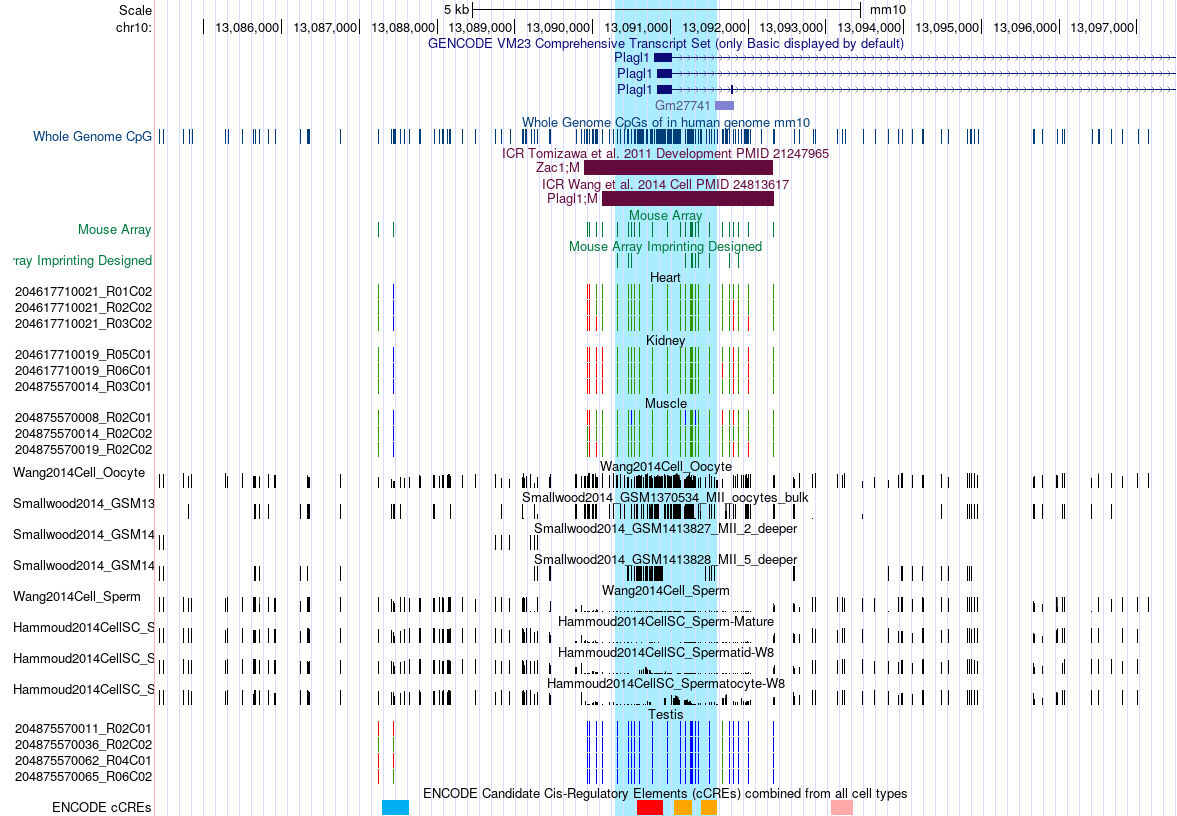 Scale 5 kb mm10
chr10: 13,086,000 13,087,000 13,088,000 13,089,000 13,090,000 13,091,000 13,092,000 13,093,000 13,094,000 13,095,000 13,096,000 13,097,000
GENCODE VM23 Comprehensive Transcript Set (only Basic displayed by default)
Plagl1
Plagl1
Plagl1
Gm27741
Whole Genome CpGs of in human genome mm10
Whole Genome CpG
ICR Tomizawa et al. 2011 Development PMID 21247965
Zac1;M
ICR Wang et al. 2014 Cell PMID 24813617
Plagl1;M
Mouse Array
Mouse Array
Mouse Array Imprinting Designed
rray Imprinting Designed
Heart
204617710021_R01C02
204617710021_R02C02
204617710021_R03C02
Kidney
204617710019_R05C01
204617710019_R06C01
204875570014_R03C01
Muscle
204875570008_R02C01
204875570014_R02C02
204875570019_R02C02
Wang2014Cell_Oocyte
Wang2014Cell_Oocyte
Smallwood2014_GSM1370534_MII_oocytes_bulk
Smallwood2014_GSM13
Smallwood2014_GSM1413827_MII_2_deeper
Smallwood2014_GSM14
Smallwood2014_GSM1413828_MII_5_deeper
Smallwood2014_GSM14
Wang2014Cell_Sperm
Wang2014Cell_Sperm
Hammoud2014CellSC_Sperm-Mature
Hammoud2014CellSC_S
Hammoud2014CellSC_Spermatid-W8
Hammoud2014CellSC_S
Hammoud2014CellSC_Spermatocyte-W8
Hammoud2014CellSC_S
Testis
204875570011_R02C01
204875570036_R02C02
204875570062_R04C01
204875570065_R06C02
ENCODE Candidate Cis-Regulatory Elements (cCREs) combined from all cell types
ENCODE cCREs